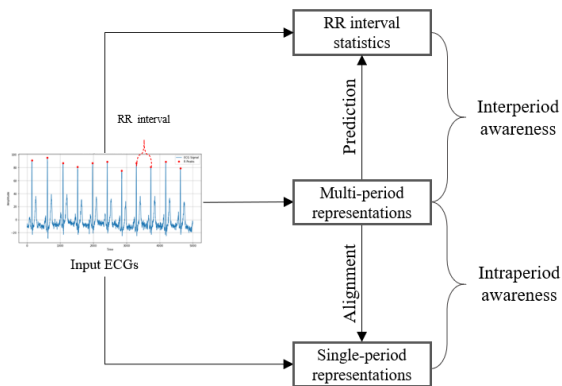 RR interval
statistics
RR interval
Prediction
Interperiod
awareness
Multi-period
representations
Input ECGs
Alignment
Intraperiod
awareness
Single-period
representations